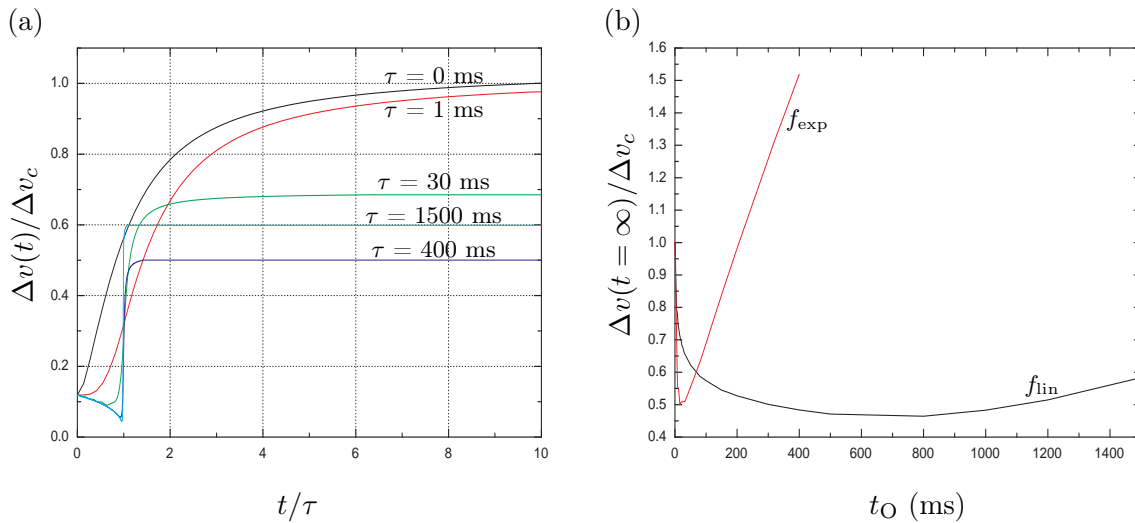 (a)
Δv(t)/Δv_c
1.0
0.8
0.6
0.4
0.2
0.0
τ = 0 ms
τ = 1 ms
τ = 30 ms
τ = 1500 ms
τ = 400 ms
0 2 4 6 8 10
t/τ
(b)
Δv(t = ∞)/Δv_c
1.6
1.5
1.4
1.3
1.2
1.1
1.0
0.9
0.8
0.7
0.6
0.5
0.4
f_exp
f_lin
0 200 400 600 800 1000 1200 1400
t_O (ms)